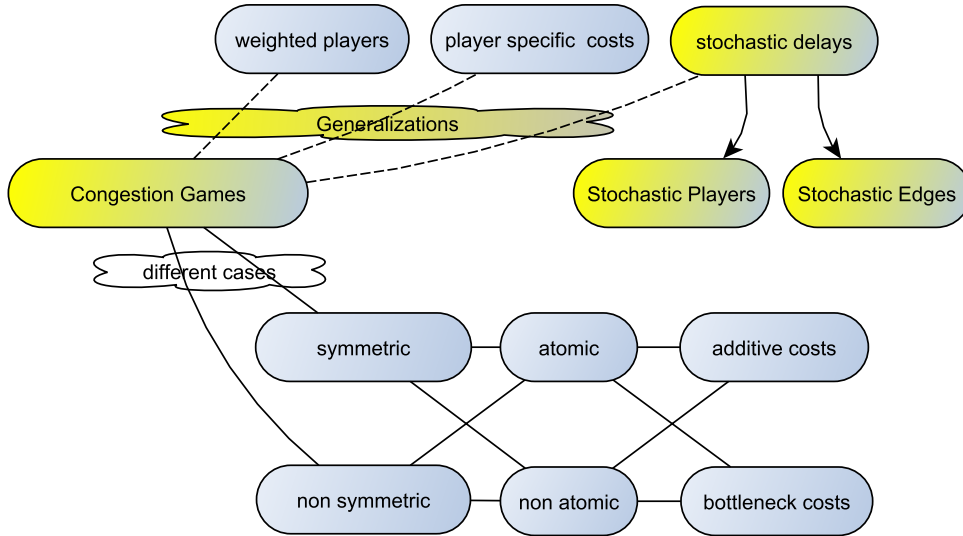 weighted players
player specific costs
stochastic delays
Generalizations
Congestion Games
Stochastic Players
Stochastic Edges
different cases
symmetric
atomic
additive costs
non symmetric
non atomic
bottleneck costs